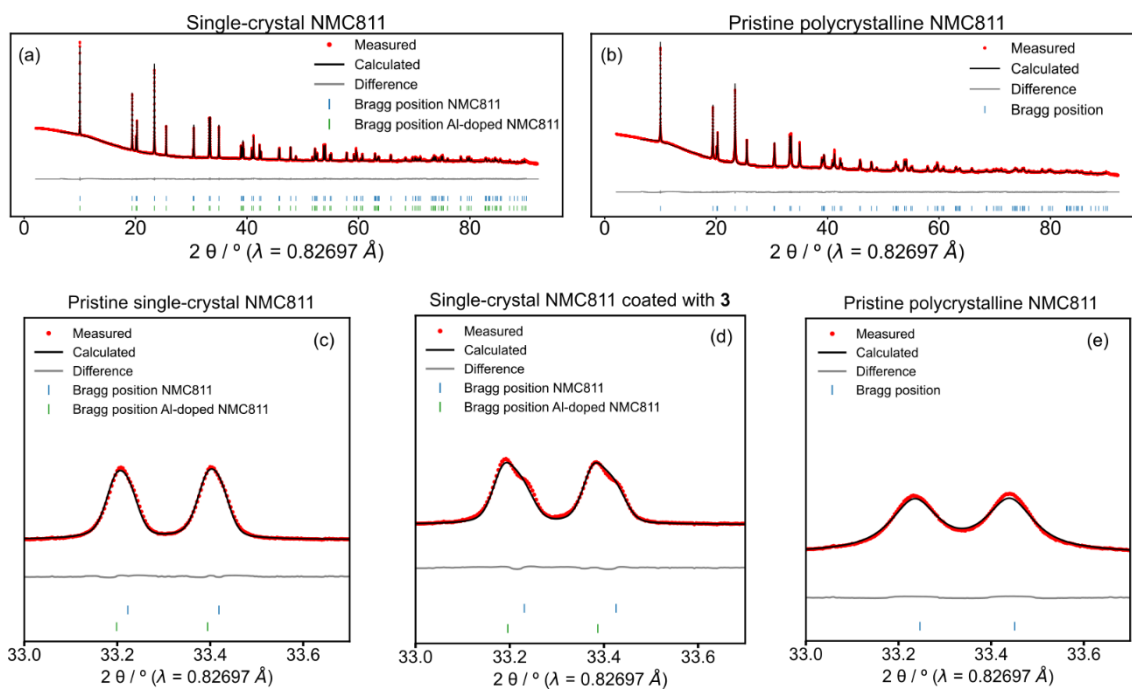 Single-crystal NMC811
(a)
Measured
Calculated
Difference
Bragg position NMC811
Bragg position Al-doped NMC811
0 20 40 60 80
2 θ / ° (λ = 0.82697 Å)
Pristine polycrystalline NMC811
(b)
Measured
Calculated
Difference
Bragg position
0 20 40 60 80
2 θ / ° (λ = 0.82697 Å)
Pristine single-crystal NMC811
(c)
Measured
Calculated
Difference
Bragg position NMC811
Bragg position Al-doped NMC811
33.0 33.2 33.4 33.6
2 θ / ° (λ = 0.82697 Å)
Single-crystal NMC811 coated with 3
(d)
Measured
Calculated
Difference
Bragg position NMC811
Bragg position Al-doped NMC811
33.0 33.2 33.4 33.6
2 θ / ° (λ = 0.82697 Å)
Pristine polycrystalline NMC811
(e)
Measured
Calculated
Difference
Bragg position
33.0 33.2 33.4 33.6
2 θ / ° (λ = 0.82697 Å)